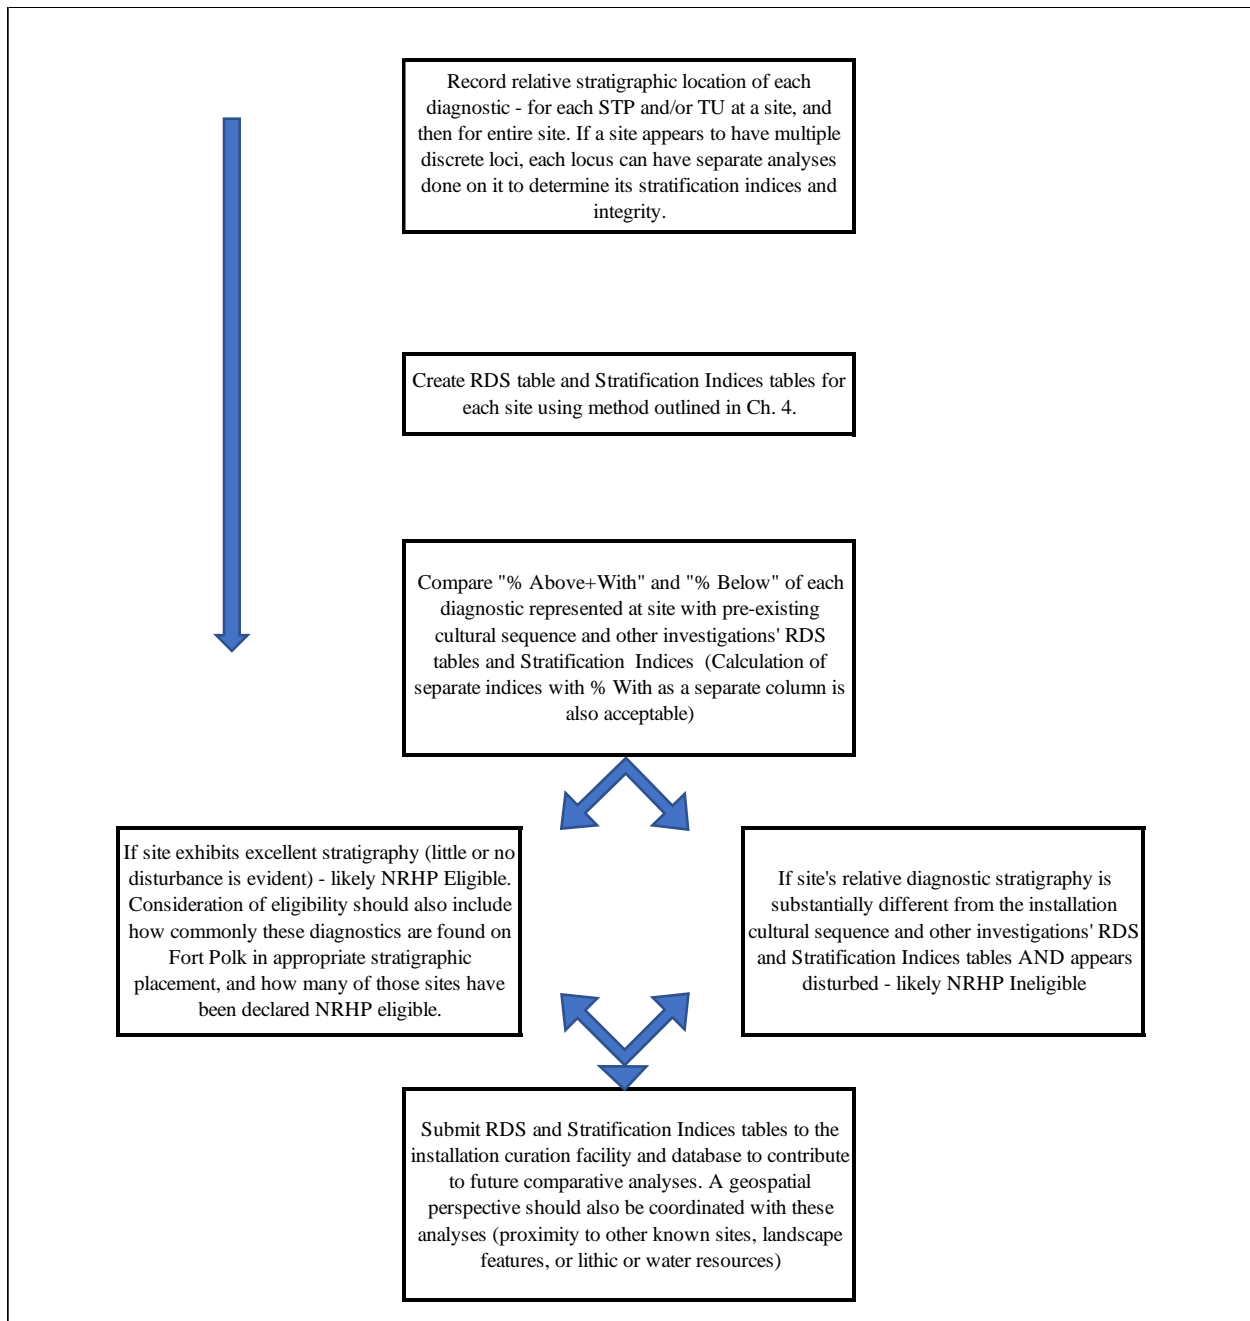 Record relative stratigraphic location of each
diagnostic - for each STP and/or TU at a site, and
then for entire site. If a site appears to have multiple
discrete loci, each locus can have separate analyses
done on it to determine its stratification indices and
integrity.
Create RDS table and Stratification Indices tables for
each site using method outlined in Ch. 4.
Compare "% Above+With" and "% Below" of each
diagnostic represented at site with pre-existing
cultural sequence and other investigations' RDS
tables and Stratification Indices (Calculation of
separate indices with % With as a separate column is
also acceptable)
If site exhibits excellent stratigraphy (little or no
disturbance is evident) - likely NRHP Eligible.
Consideration of eligibility should also include
how commonly these diagnostics are found on
Fort Polk in appropriate stratigraphic
placement, and how many of those sites have
been declared NRHP eligible.
If site's relative diagnostic stratigraphy is
substantially different from the installation
cultural sequence and other investigations' RDS
and Stratification Indices tables AND appears
disturbed - likely NRHP Ineligible
Submit RDS and Stratification Indices tables to the
installation curation facility and database to contribute
to future comparative analyses. A geospatial
perspective should also be coordinated with these
analyses (proximity to other known sites, landscape
features, or lithic or water resources)